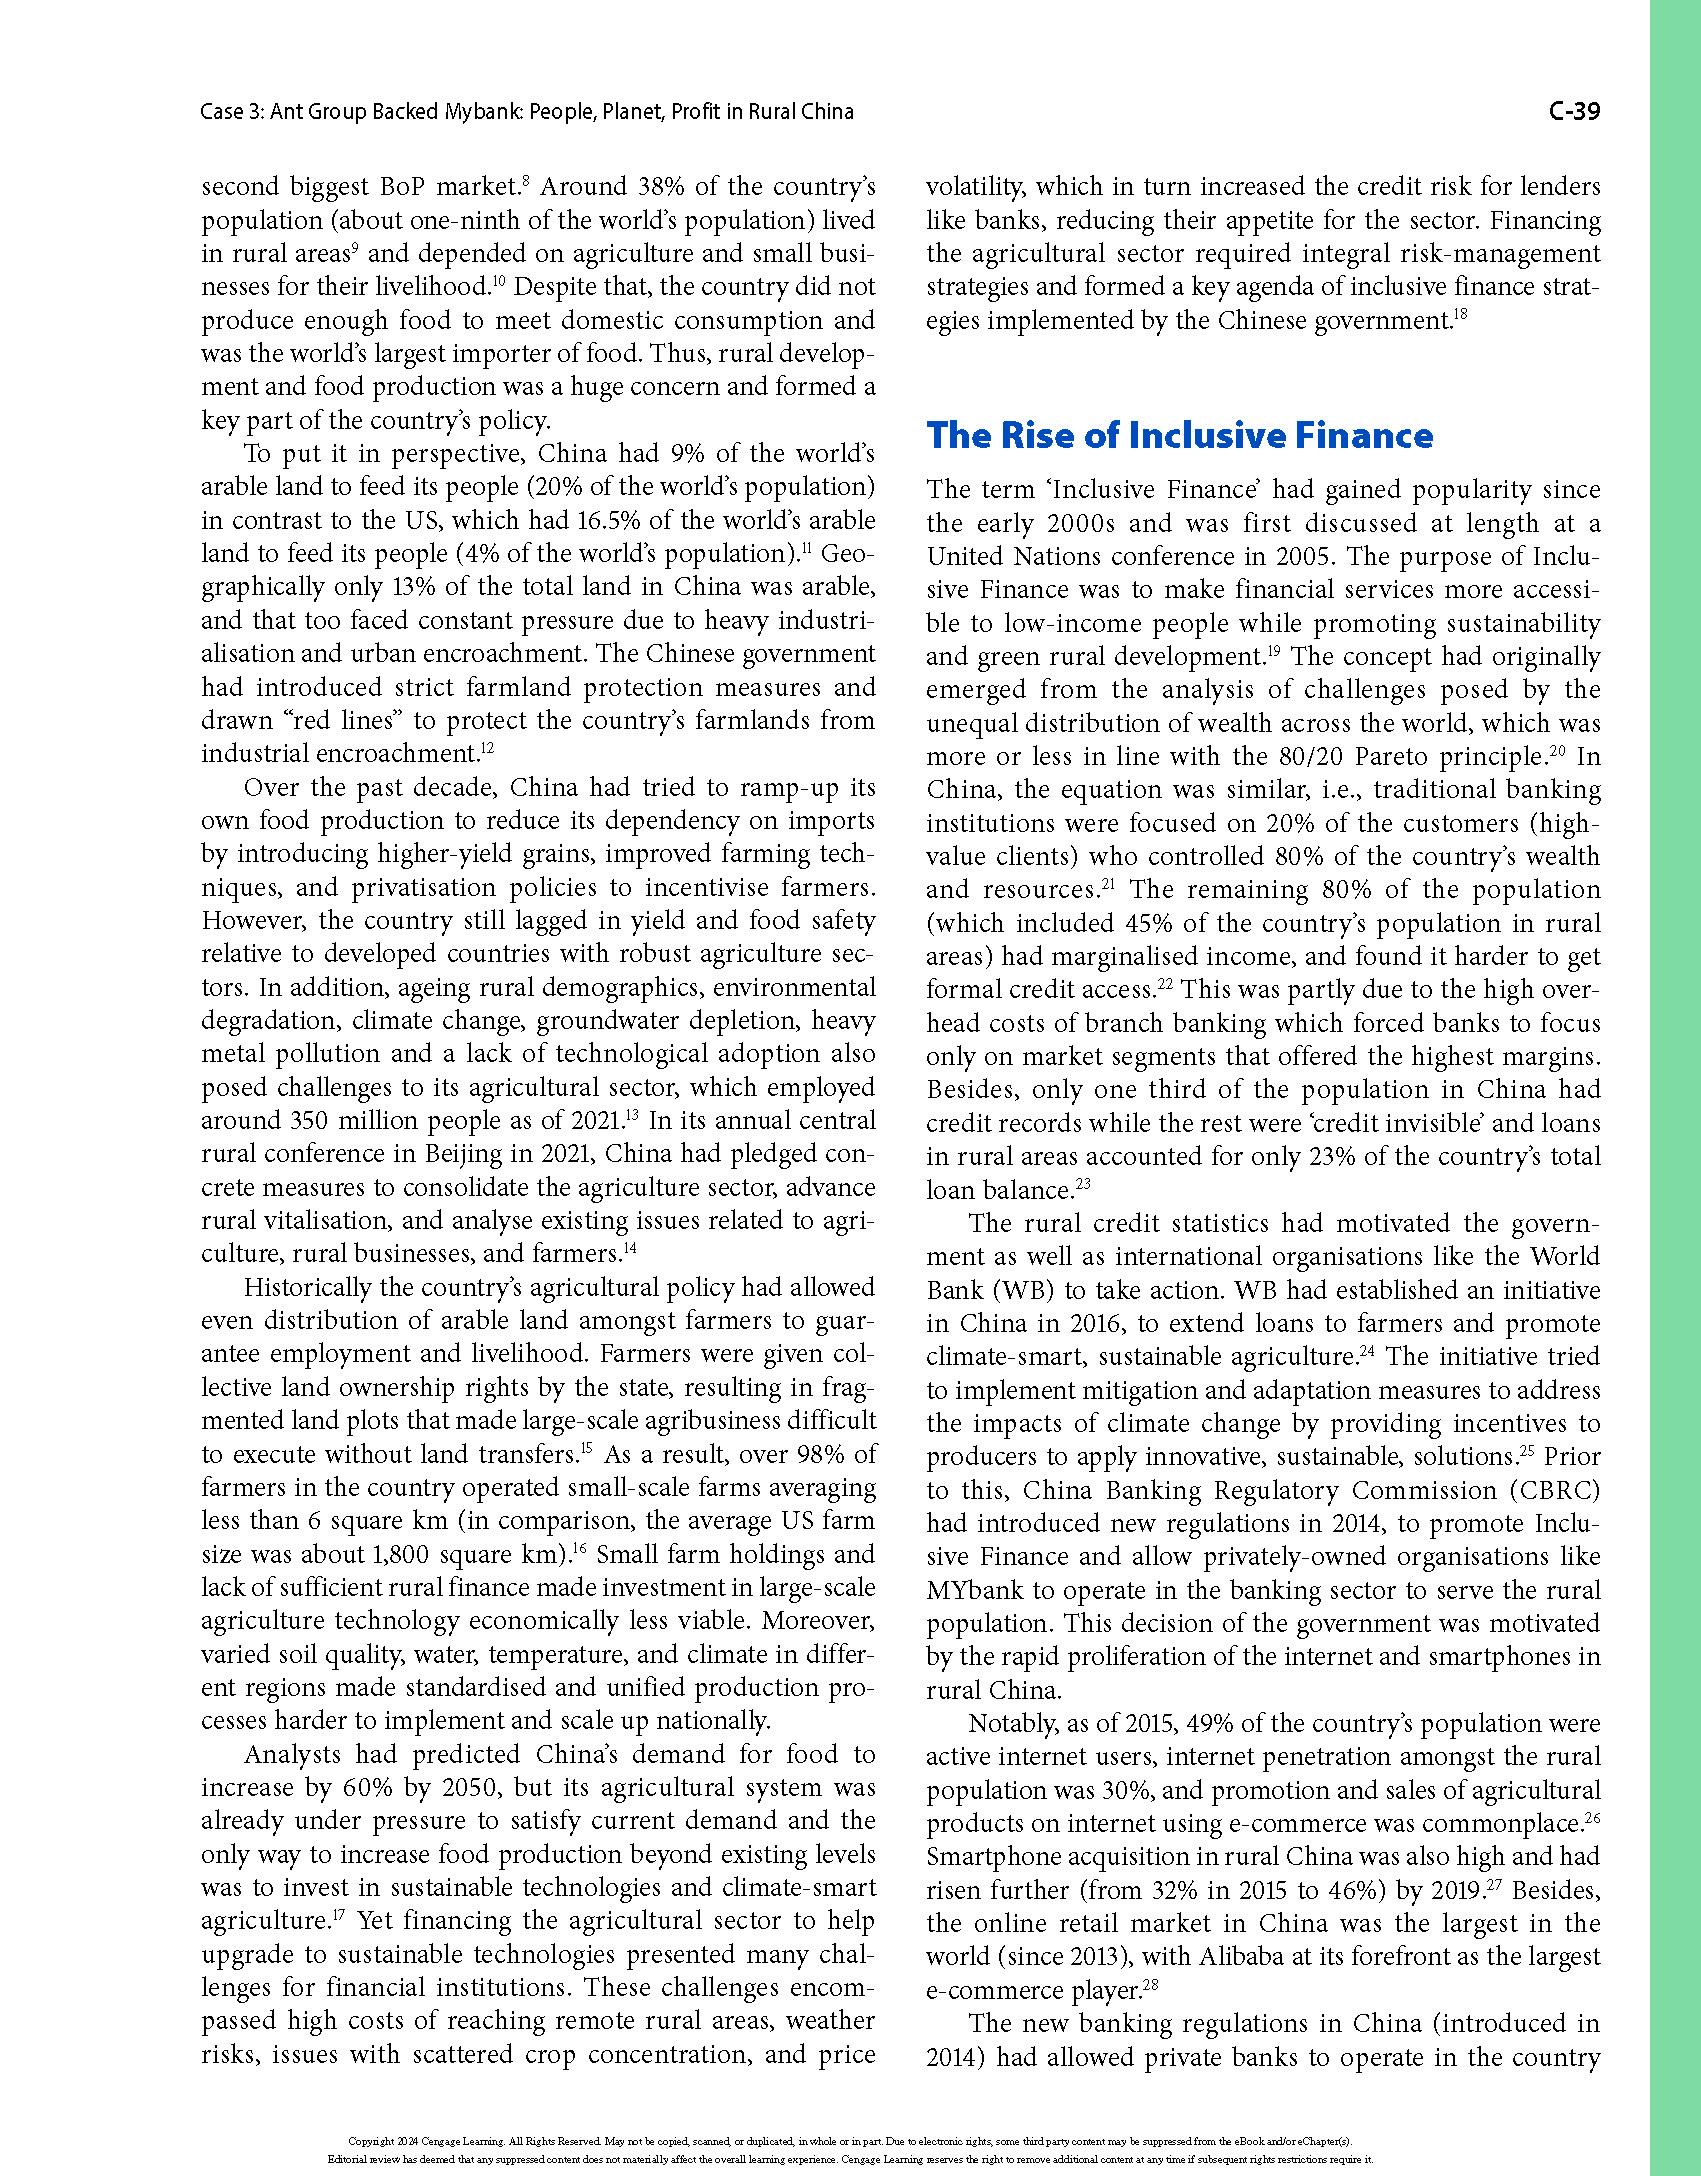 Case 3: Ant Group Backed Mybank: People, Planet, Profit in Rural China
C-39
second biggest BoP market.8 Around 38% of the country’s
population (about one-ninth of the world’s population) lived
in rural areas9 and depended on agriculture and small busi-
nesses for their livelihood.10 Despite that, the country did not
produce enough food to meet domestic consumption and
was the world’s largest importer of food. Thus, rural develop-
ment and food production was a huge concern and formed a
key part of the country’s policy.
To put it in perspective, China had 9% of the world’s
arable land to feed its people (20% of the world’s population)
in contrast to the US, which had 16.5% of the world’s arable
land to feed its people (4% of the world’s population).11 Geo-
graphically only 13% of the total land in China was arable,
and that too faced constant pressure due to heavy industri-
alisation and urban encroachment. The Chinese government
had introduced strict farmland protection measures and
drawn “red lines” to protect the country’s farmlands from
industrial encroachment.12
Over the past decade, China had tried to ramp-up its
own food production to reduce its dependency on imports
by introducing higher-yield grains, improved farming tech-
niques, and privatisation policies to incentivise farmers.
However, the country still lagged in yield and food safety
relative to developed countries with robust agriculture sec-
tors. In addition, ageing rural demographics, environmental
degradation, climate change, groundwater depletion, heavy
metal pollution and a lack of technological adoption also
posed challenges to its agricultural sector, which employed
around 350 million people as of 2021.13 In its annual central
rural conference in Beijing in 2021, China had pledged con-
crete measures to consolidate the agriculture sector, advance
rural vitalisation, and analyse existing issues related to agri-
culture, rural businesses, and farmers.14
Historically the country’s agricultural policy had allowed
even distribution of arable land amongst farmers to guar-
antee employment and livelihood. Farmers were given col-
lective land ownership rights by the state, resulting in frag-
mented land plots that made large-scale agribusiness difficult
to execute without land transfers.15 As a result, over 98% of
farmers in the country operated small-scale farms averaging
less than 6 square km (in comparison, the average US farm
size was about 1,800 square km).16 Small farm holdings and
lack of sufficient rural finance made investment in large-scale
agriculture technology economically less viable. Moreover,
varied soil quality, water, temperature, and climate in differ-
ent regions made standardised and unified production pro-
cesses harder to implement and scale up nationally.
Analysts had predicted China’s demand for food to
increase by 60% by 2050, but its agricultural system was
already under pressure to satisfy current demand and the
only way to increase food production beyond existing levels
was to invest in sustainable technologies and climate-smart
agriculture.17 Yet financing the agricultural sector to help
upgrade to sustainable technologies presented many chal-
lenges for financial institutions. These challenges encom-
passed high costs of reaching remote rural areas, weather
risks, issues with scattered crop concentration, and price
volatility, which in turn increased the credit risk for lenders
like banks, reducing their appetite for the sector. Financing
the agricultural sector required integral risk-management
strategies and formed a key agenda of inclusive finance strat-
egies implemented by the Chinese government.18
The Rise of Inclusive Finance
The term ‘Inclusive Finance’ had gained popularity since
the early 2000s and was first discussed at length at a
United Nations conference in 2005. The purpose of Inclu-
sive Finance was to make financial services more accessi-
ble to low-income people while promoting sustainability
and green rural development.19 The concept had originally
emerged from the analysis of challenges posed by the
unequal distribution of wealth across the world, which was
more or less in line with the 80/20 Pareto principle.20 In
China, the equation was similar, i.e., traditional banking
institutions were focused on 20% of the customers (high-
value clients) who controlled 80% of the country’s wealth
and resources.21 The remaining 80% of the population
(which included 45% of the country’s population in rural
areas) had marginalised income, and found it harder to get
formal credit access.22 This was partly due to the high over-
head costs of branch banking which forced banks to focus
only on market segments that offered the highest margins.
Besides, only one third of the population in China had
credit records while the rest were ‘credit invisible’ and loans
in rural areas accounted for only 23% of the country’s total
loan balance.23
The rural credit statistics had motivated the govern-
ment as well as international organisations like the World
Bank (WB) to take action. WB had established an initiative
in China in 2016, to extend loans to farmers and promote
climate-smart, sustainable agriculture.24 The initiative tried
to implement mitigation and adaptation measures to address
the impacts of climate change by providing incentives to
producers to apply innovative, sustainable, solutions.25 Prior
to this, China Banking Regulatory Commission (CBRC)
had introduced new regulations in 2014, to promote Inclu-
sive Finance and allow privately-owned organisations like
MYbank to operate in the banking sector to serve the rural
population. This decision of the government was motivated
by the rapid proliferation of the internet and smartphones in
rural China.
Notably, as of 2015, 49% of the country’s population were
active internet users, internet penetration amongst the rural
population was 30%, and promotion and sales of agricultural
products on internet using e-commerce was commonplace.26
Smartphone acquisition in rural China was also high and had
risen further (from 32% in 2015 to 46%) by 2019.27 Besides,
the online retail market in China was the largest in the
world (since 2013), with Alibaba at its forefront as the largest
e-commerce player.28
The new banking regulations in China (introduced in
2014) had allowed private banks to operate in the country
Copyright 2024 Cengage Learning. All Rights Reserved. May not be copied, scanned, or duplicated, in whole or in part. Due to electronic rights, some third party content may be suppressed from the eBook and/or eChapter(s).
Editorial review has deemed that any suppressed content does not materially affect the overall learning experience. Cengage Learning reserves the right to remove additional content at any time if subsequent rights restrictions require it.